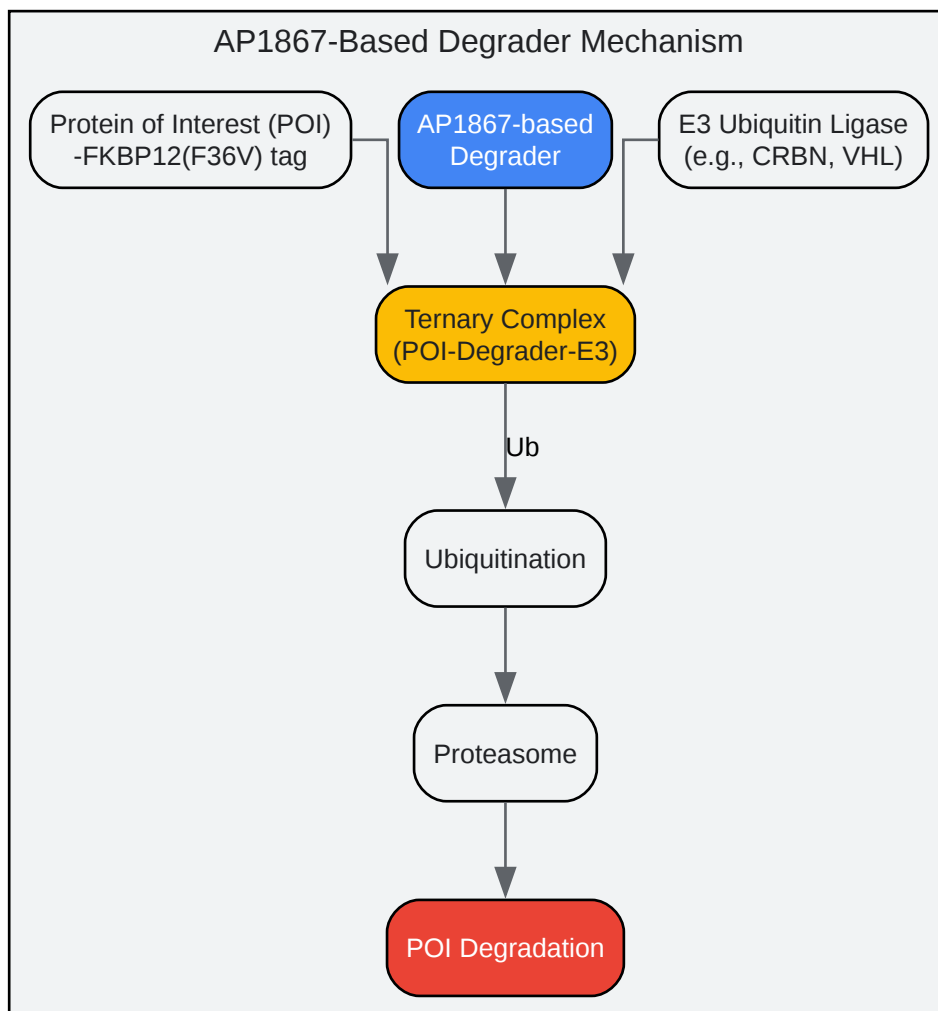 AP1867-Based Degrader Mechanism
Protein of Interest (POI)
-FKBP12(F36V) tag
AP1867-based
Degrader
E3 Ubiquitin Ligase
(e.g., CRBN, VHL)
Ternary Complex
(POI-Degrader-E3)
Ub
Ubiquitination
Proteasome
POI Degradation